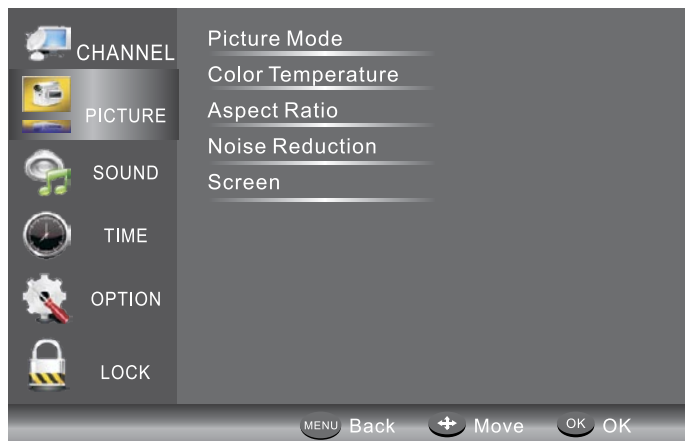 CHANNEL
PICTURE
SOUND
TIME
OPTION
LOCK
Picture Mode
Color Temperature
Aspect Ratio
Noise Reduction
Screen
MENU Back Move OK OK